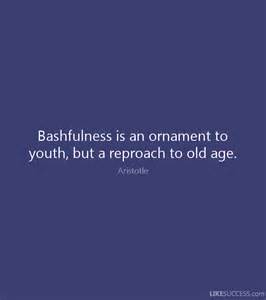 Bashfulness is an ornament to
youth, but a reproach to old age.
Aristotle
LIKESUCCESS.com